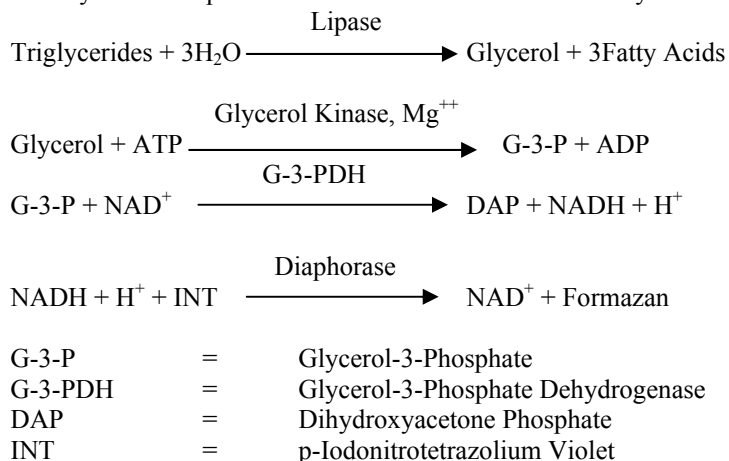 Lipase
Triglycerides + 3H₂O → Glycerol + 3Fatty Acids
Glycerol Kinase, Mg⁺⁺
Glycerol + ATP → G-3-P + ADP
G-3-PDH
G-3-P + NAD⁺ → DAP + NADH + H⁺
Diaphorase
NADH + H⁺ + INT → NAD⁺ + Formazan
G-3-P = Glycerol-3-Phosphate
G-3-PDH = Glycerol-3-Phosphate Dehydrogenase
DAP = Dihydroxyacetone Phosphate
INT = p-Iodonitrotetrazolium Violet